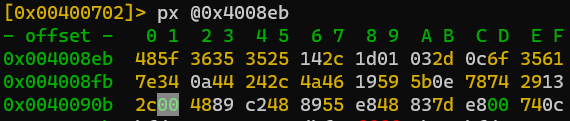 [0x00400702]> px @0x4008eb
- offset -   0 1  2 3  4 5  6 7  8 9  A B  C D  E F
0x004008eb  485f 3635 3525 142c 1d01 032d 0c6f 3561
0x004008fb  7e34 0a44 242c 4a46 1959 5b0e 7874 2913
0x0040090b  2c00 4889 c248 8955 e848 837d e800 740c